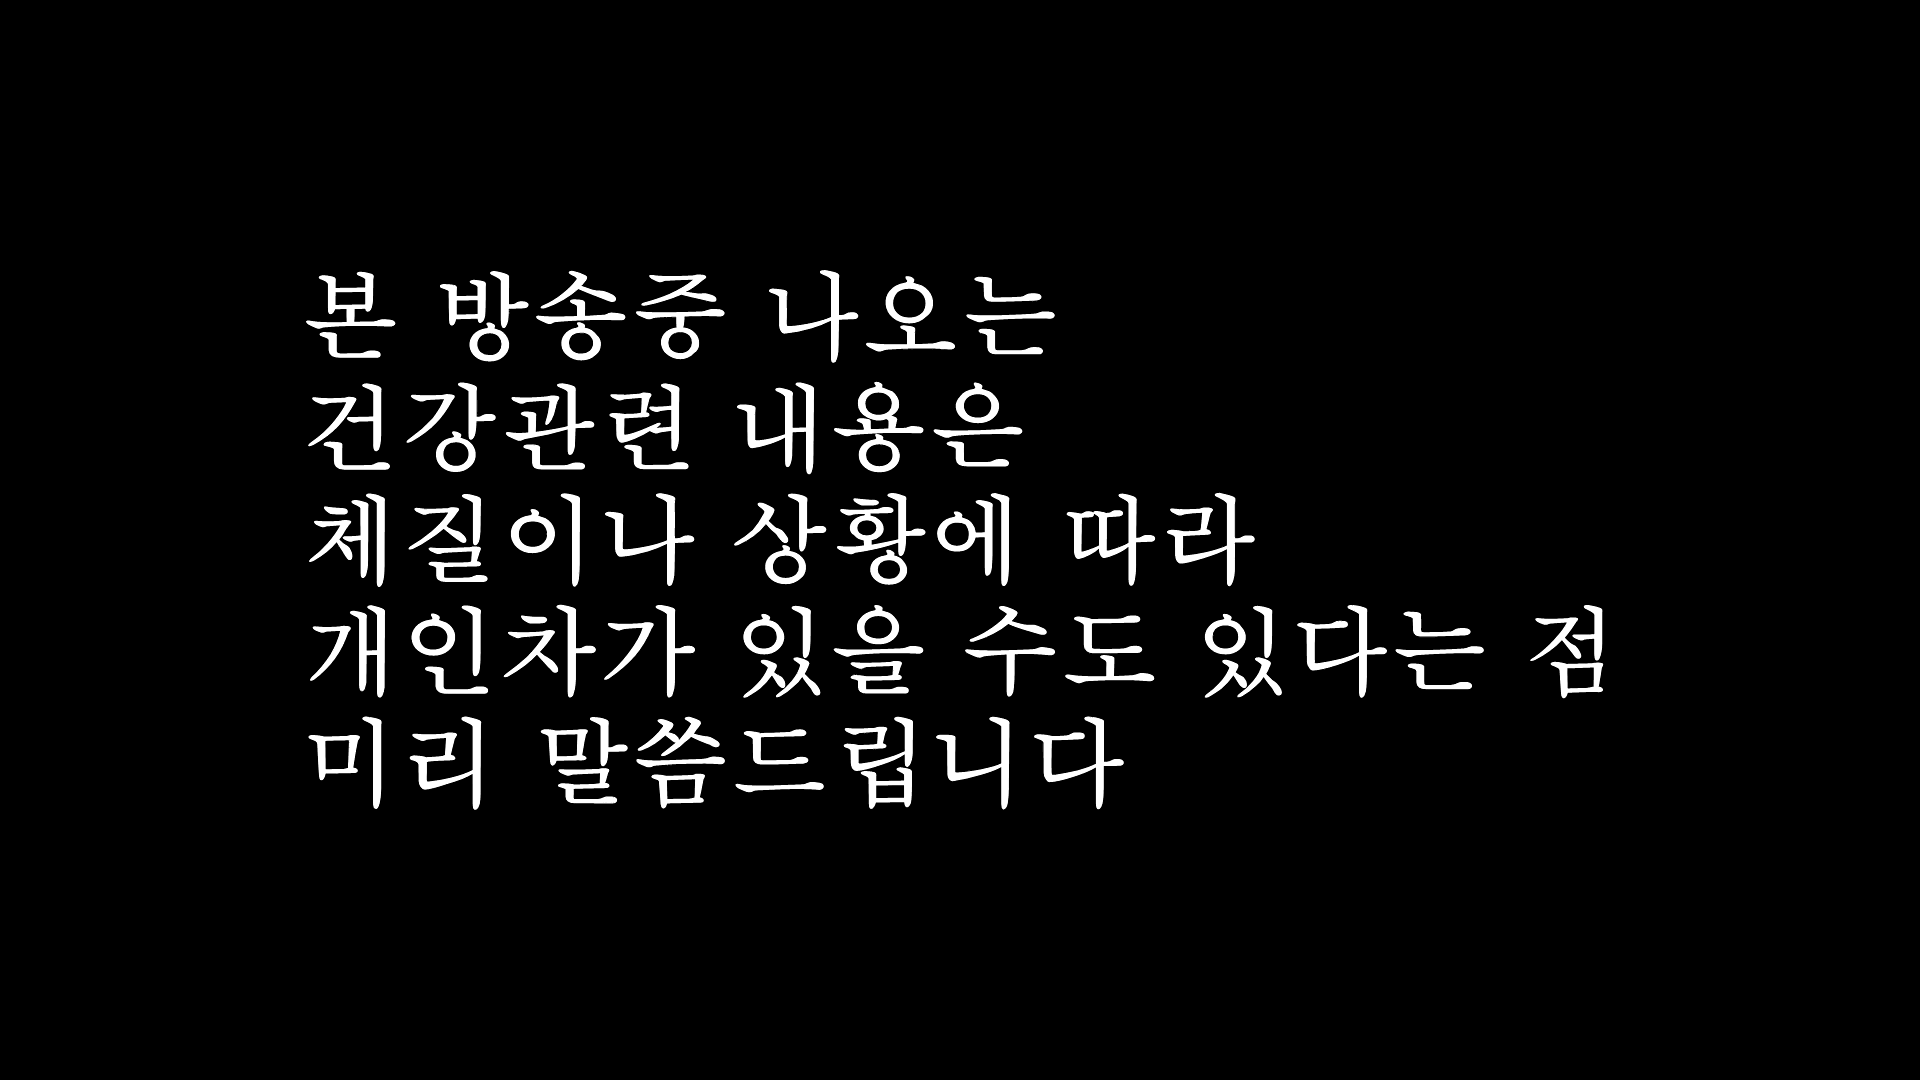 본 방송중 나오는
건강관련 내용은
체질이나 상황에 따라
개인차가 있을 수도 있다는 점
미리 말씀드립니다